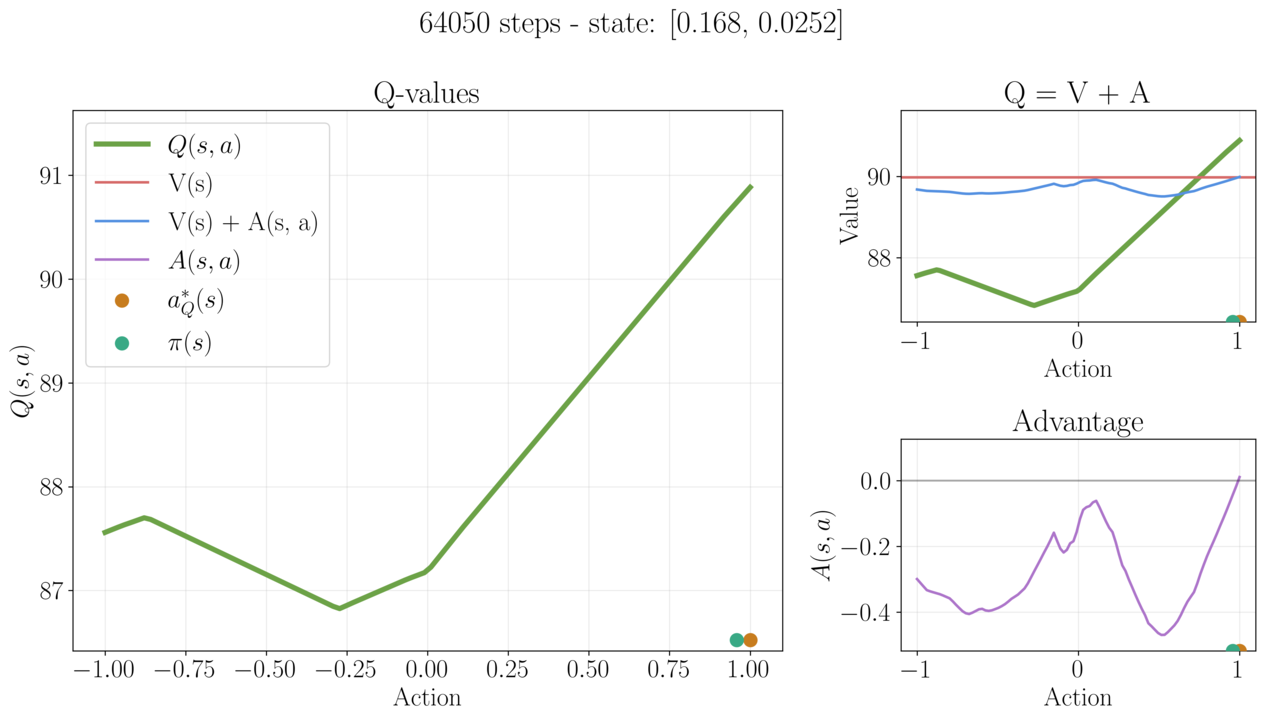 64050 steps - state: [0.168, 0.0252]
Q-values
Q(s, a)
91
90
89
88
87
−1.00 −0.75 −0.50 −0.25 0.00 0.25 0.50 0.75 1.00
Action
Q(s, a)
V(s)
V(s) + A(s, a)
A(s, a)
a*Q(s)
π(s)
Q = V + A
Value
90
88
−1 0 1
Action
Advantage
A(s, a)
0.0
−0.2
−0.4
−1 0 1
Action